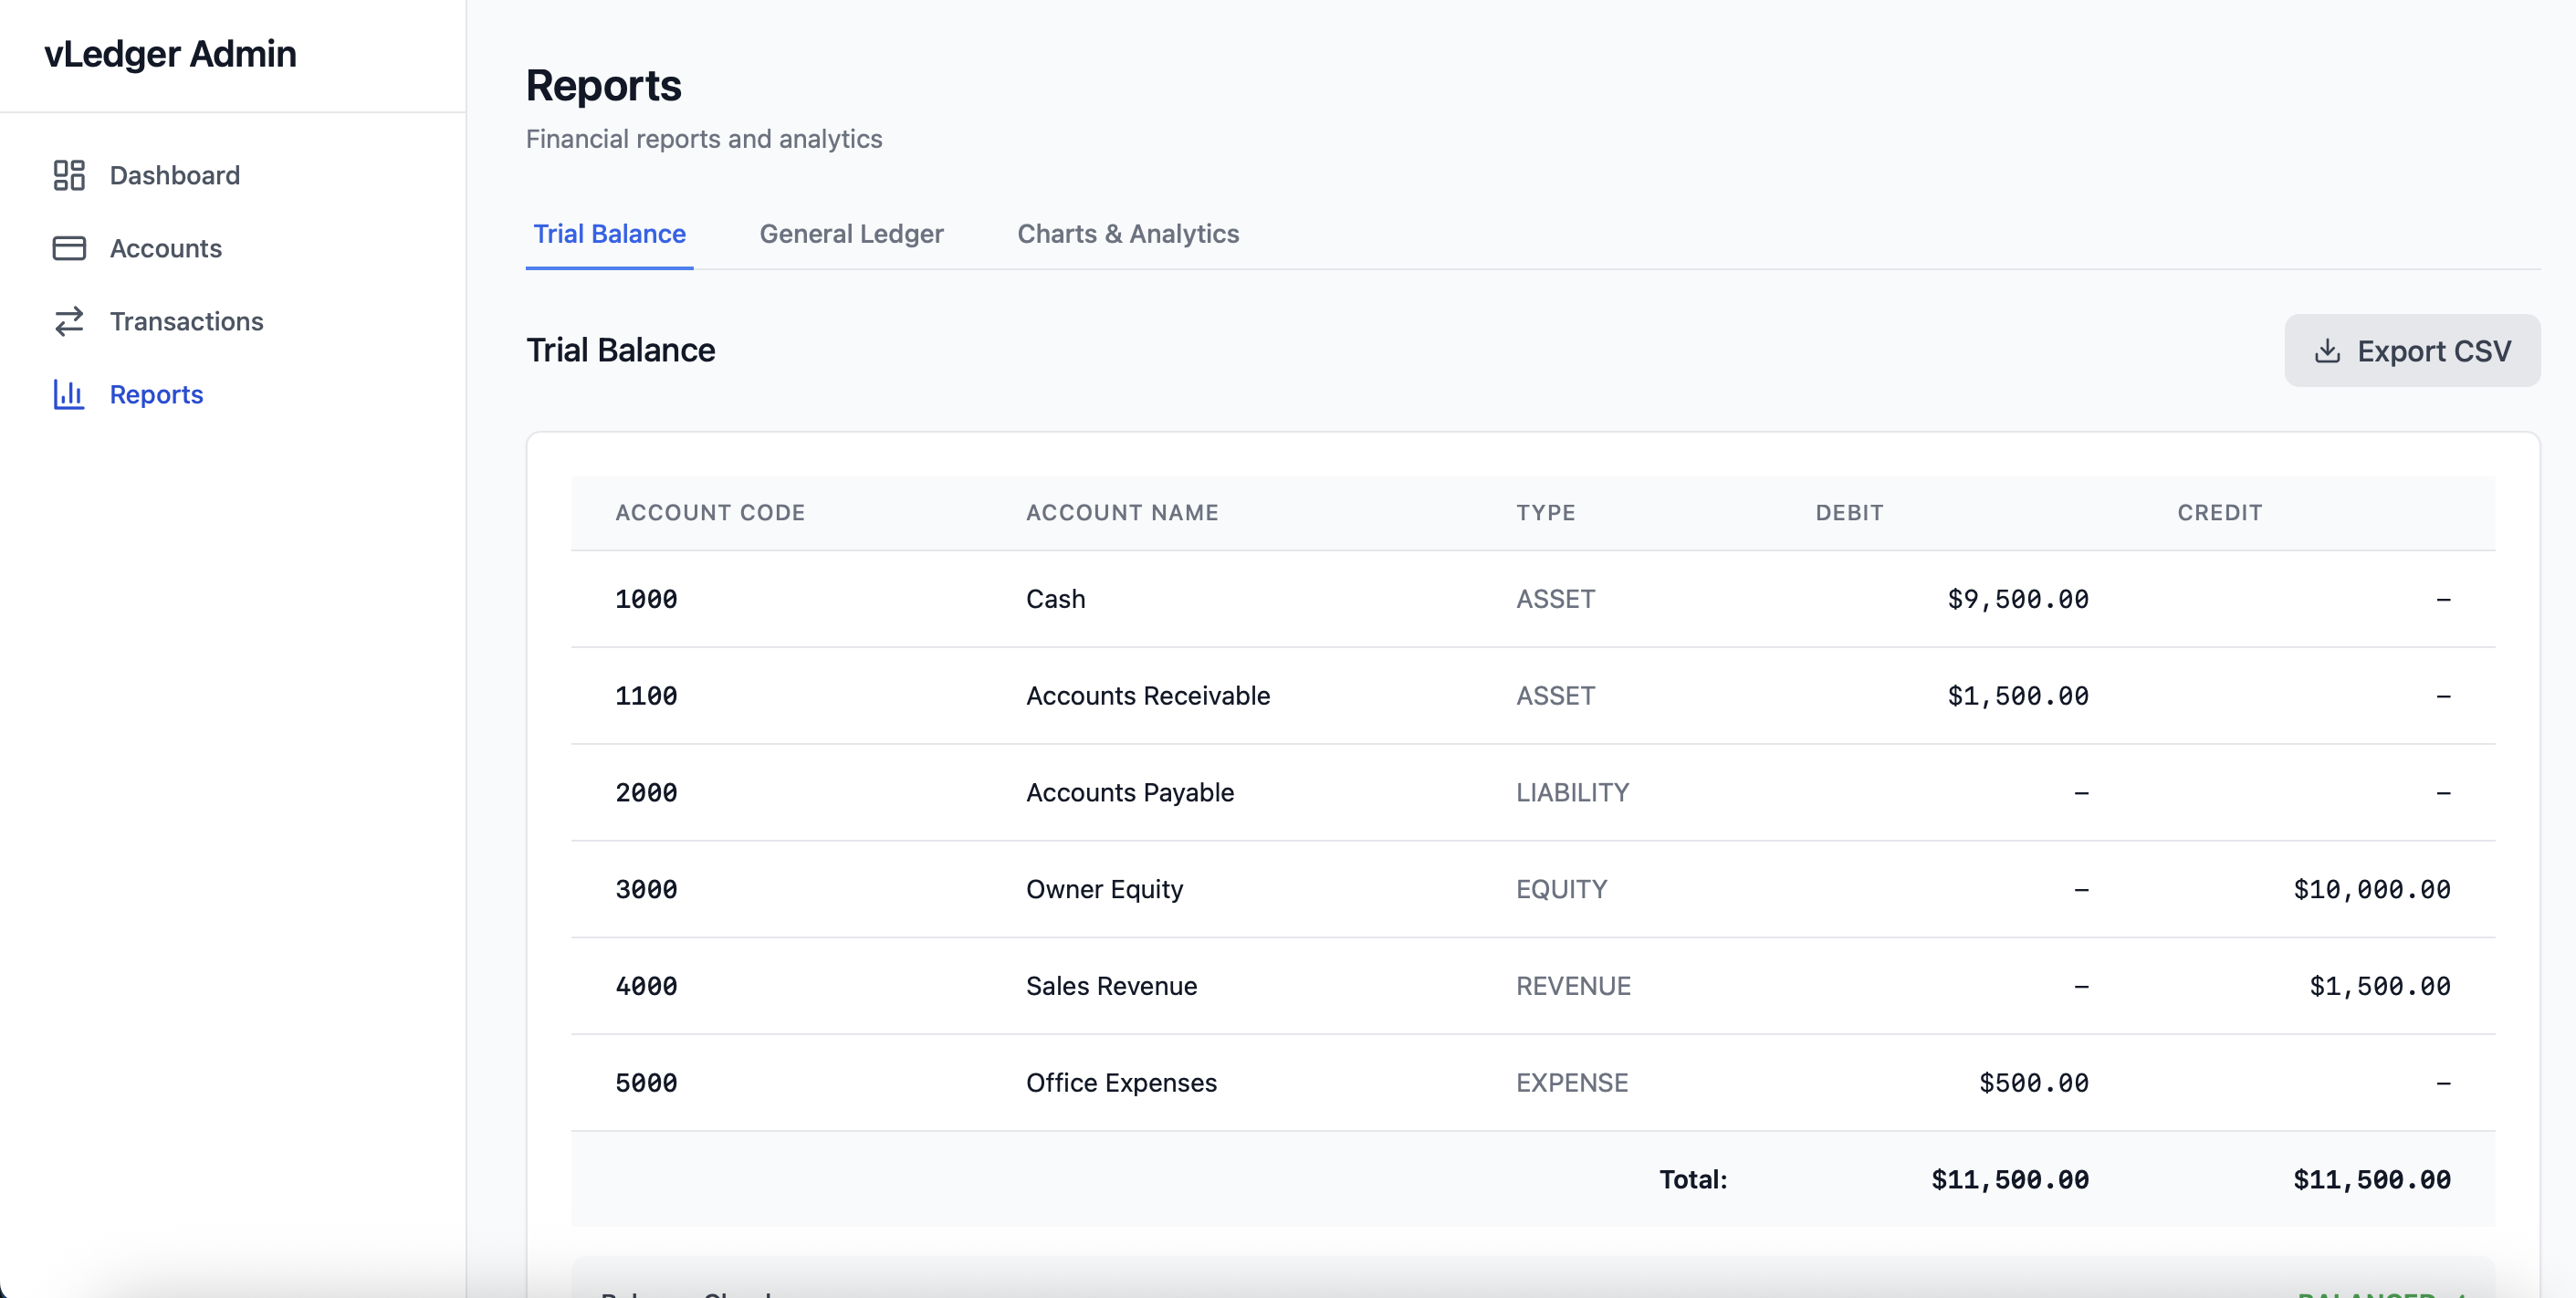 vLedger Admin
Dashboard
Accounts
Transactions
Reports
Reports
Financial reports and analytics
Trial Balance General Ledger Charts & Analytics
Trial Balance
Export CSV
ACCOUNT CODE ACCOUNT NAME TYPE DEBIT CREDIT
1000 Cash ASSET $9,500.00 –
1100 Accounts Receivable ASSET $1,500.00 –
2000 Accounts Payable LIABILITY – –
3000 Owner Equity EQUITY – $10,000.00
4000 Sales Revenue REVENUE – $1,500.00
5000 Office Expenses EXPENSE $500.00 –
Total: $11,500.00 $11,500.00